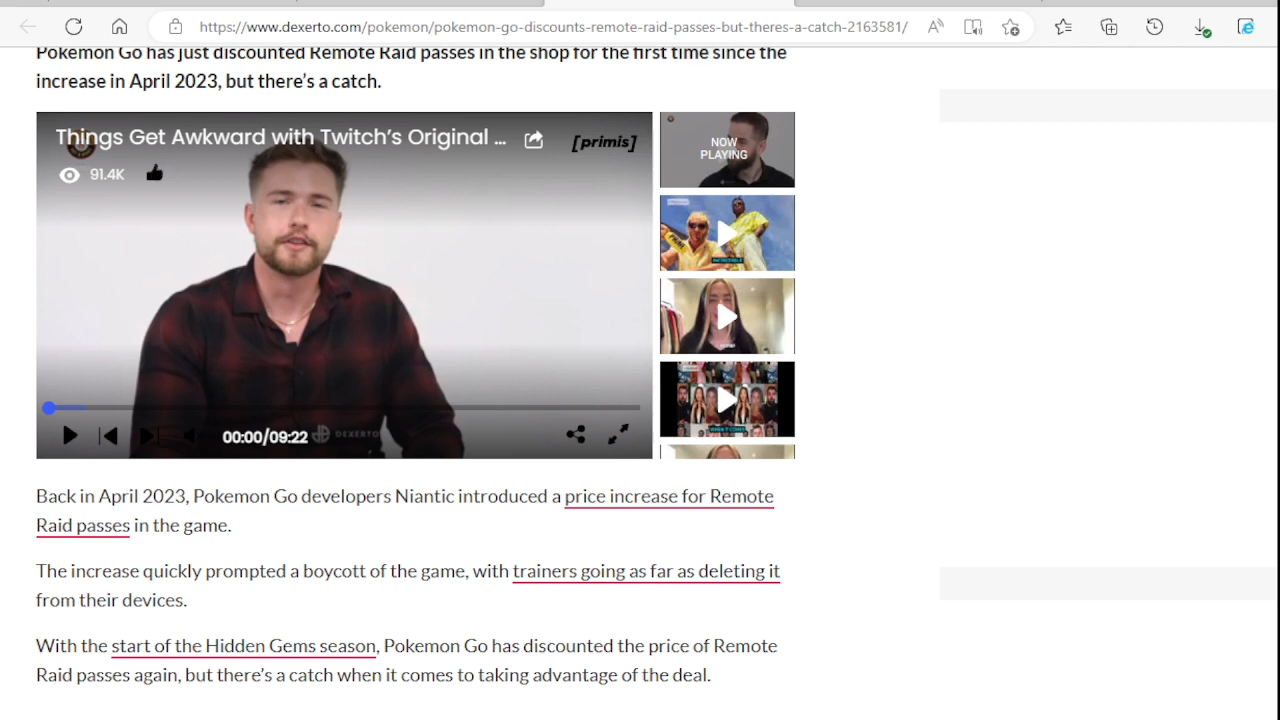 https://www.dexerto.com/pokemon/pokemon-go-discounts-remote-raid-passes-but-theres-a-catch-2163581/
Pokemon Go has just discounted Remote Raid passes in the shop for the first time since the
increase in April 2023, but there's a catch.
Things Get Awkward with Twitch's Original ...
[primis]
91.4K
NOW
PLAYING
INCREDIBLE
WHEN IT COMES
00:00/09:22
DEXERTO
Back in April 2023, Pokemon Go developers Niantic introduced a price increase for Remote
Raid passes in the game.
The increase quickly prompted a boycott of the game, with trainers going as far as deleting it
from their devices.
With the start of the Hidden Gems season, Pokemon Go has discounted the price of Remote
Raid passes again, but there's a catch when it comes to taking advantage of the deal.